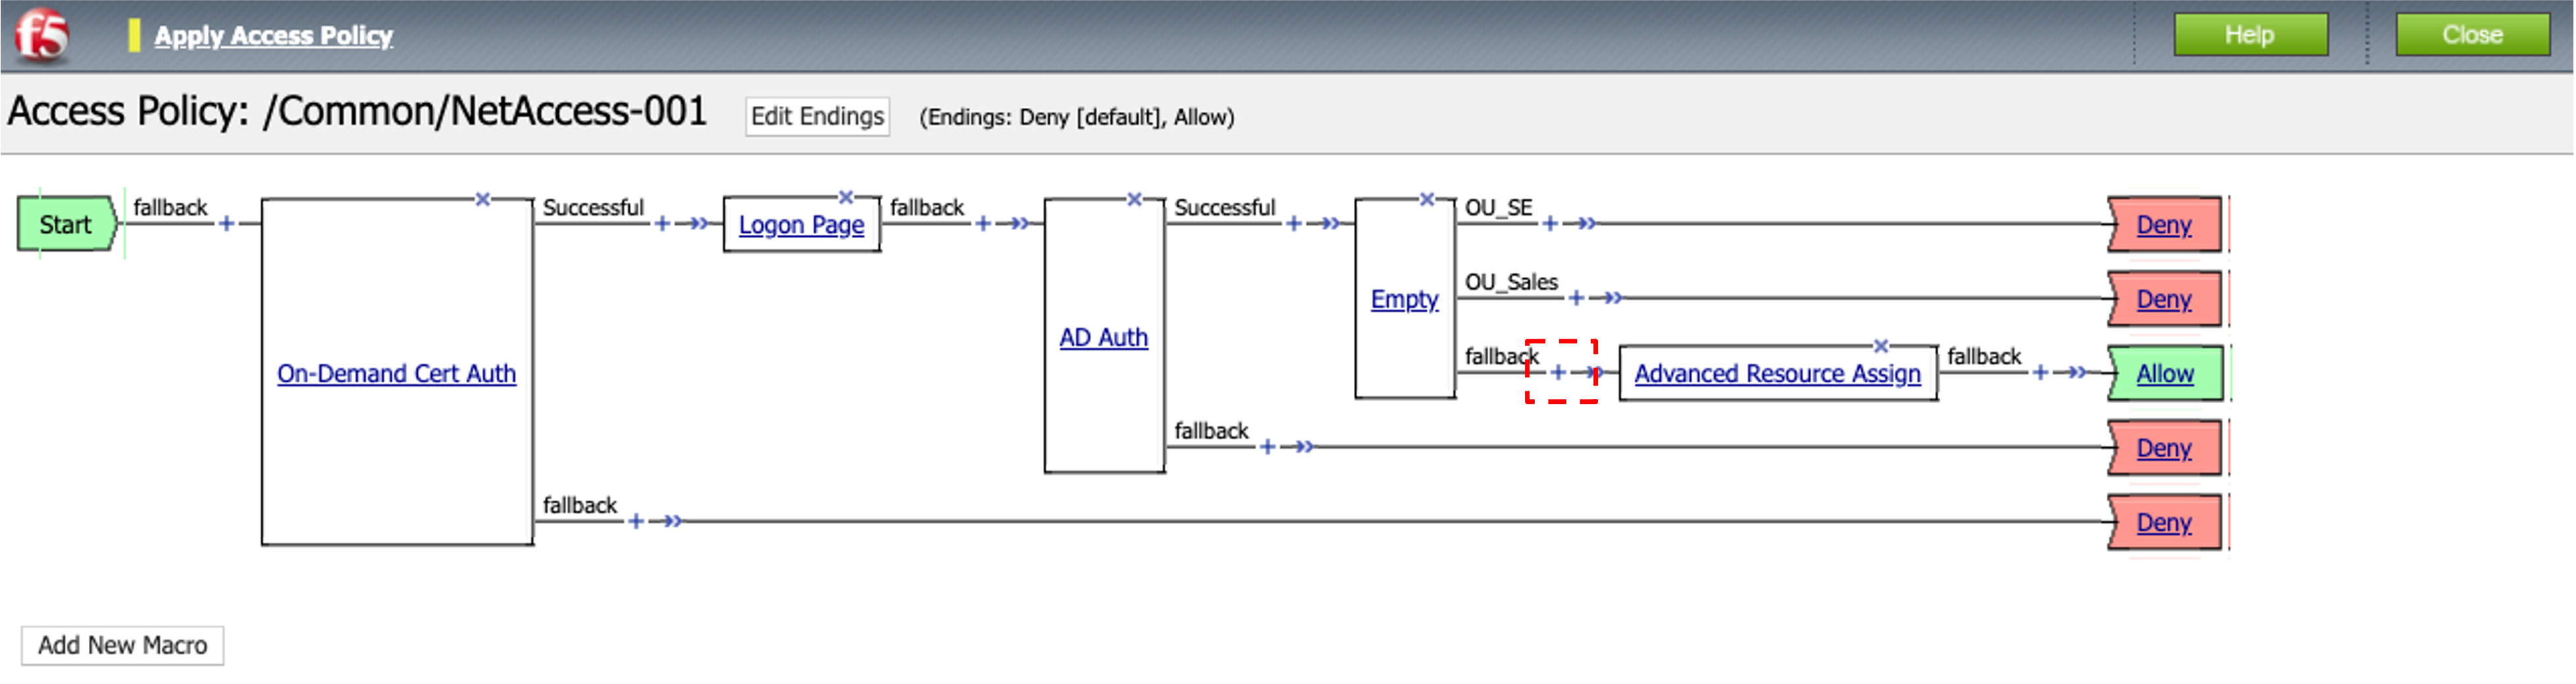 f5 Apply Access Policy Help Close
Access Policy: /Common/NetAccess-001 Edit Endings (Endings: Deny [default], Allow)
Start fallback + On-Demand Cert Auth Successful + Logon Page fallback + AD Auth Successful + Empty OU_SE + Deny
OU_Sales + Deny
fallback + Advanced Resource Assign fallback + Allow
fallback + Deny
fallback + Deny
Add New Macro